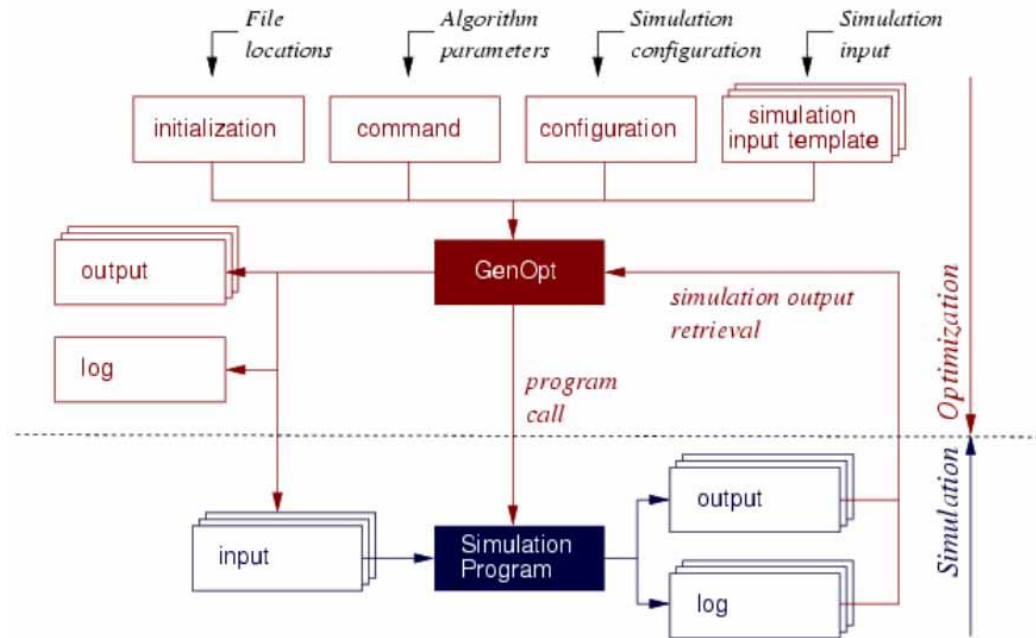 File
locations
Algorithm
parameters
Simulation
configuration
Simulation
input
initialization
command
configuration
simulation
input template
output
GenOpt
simulation output
retrieval
log
program
call
Optimization
Simulation
input
Simulation
Program
output
log